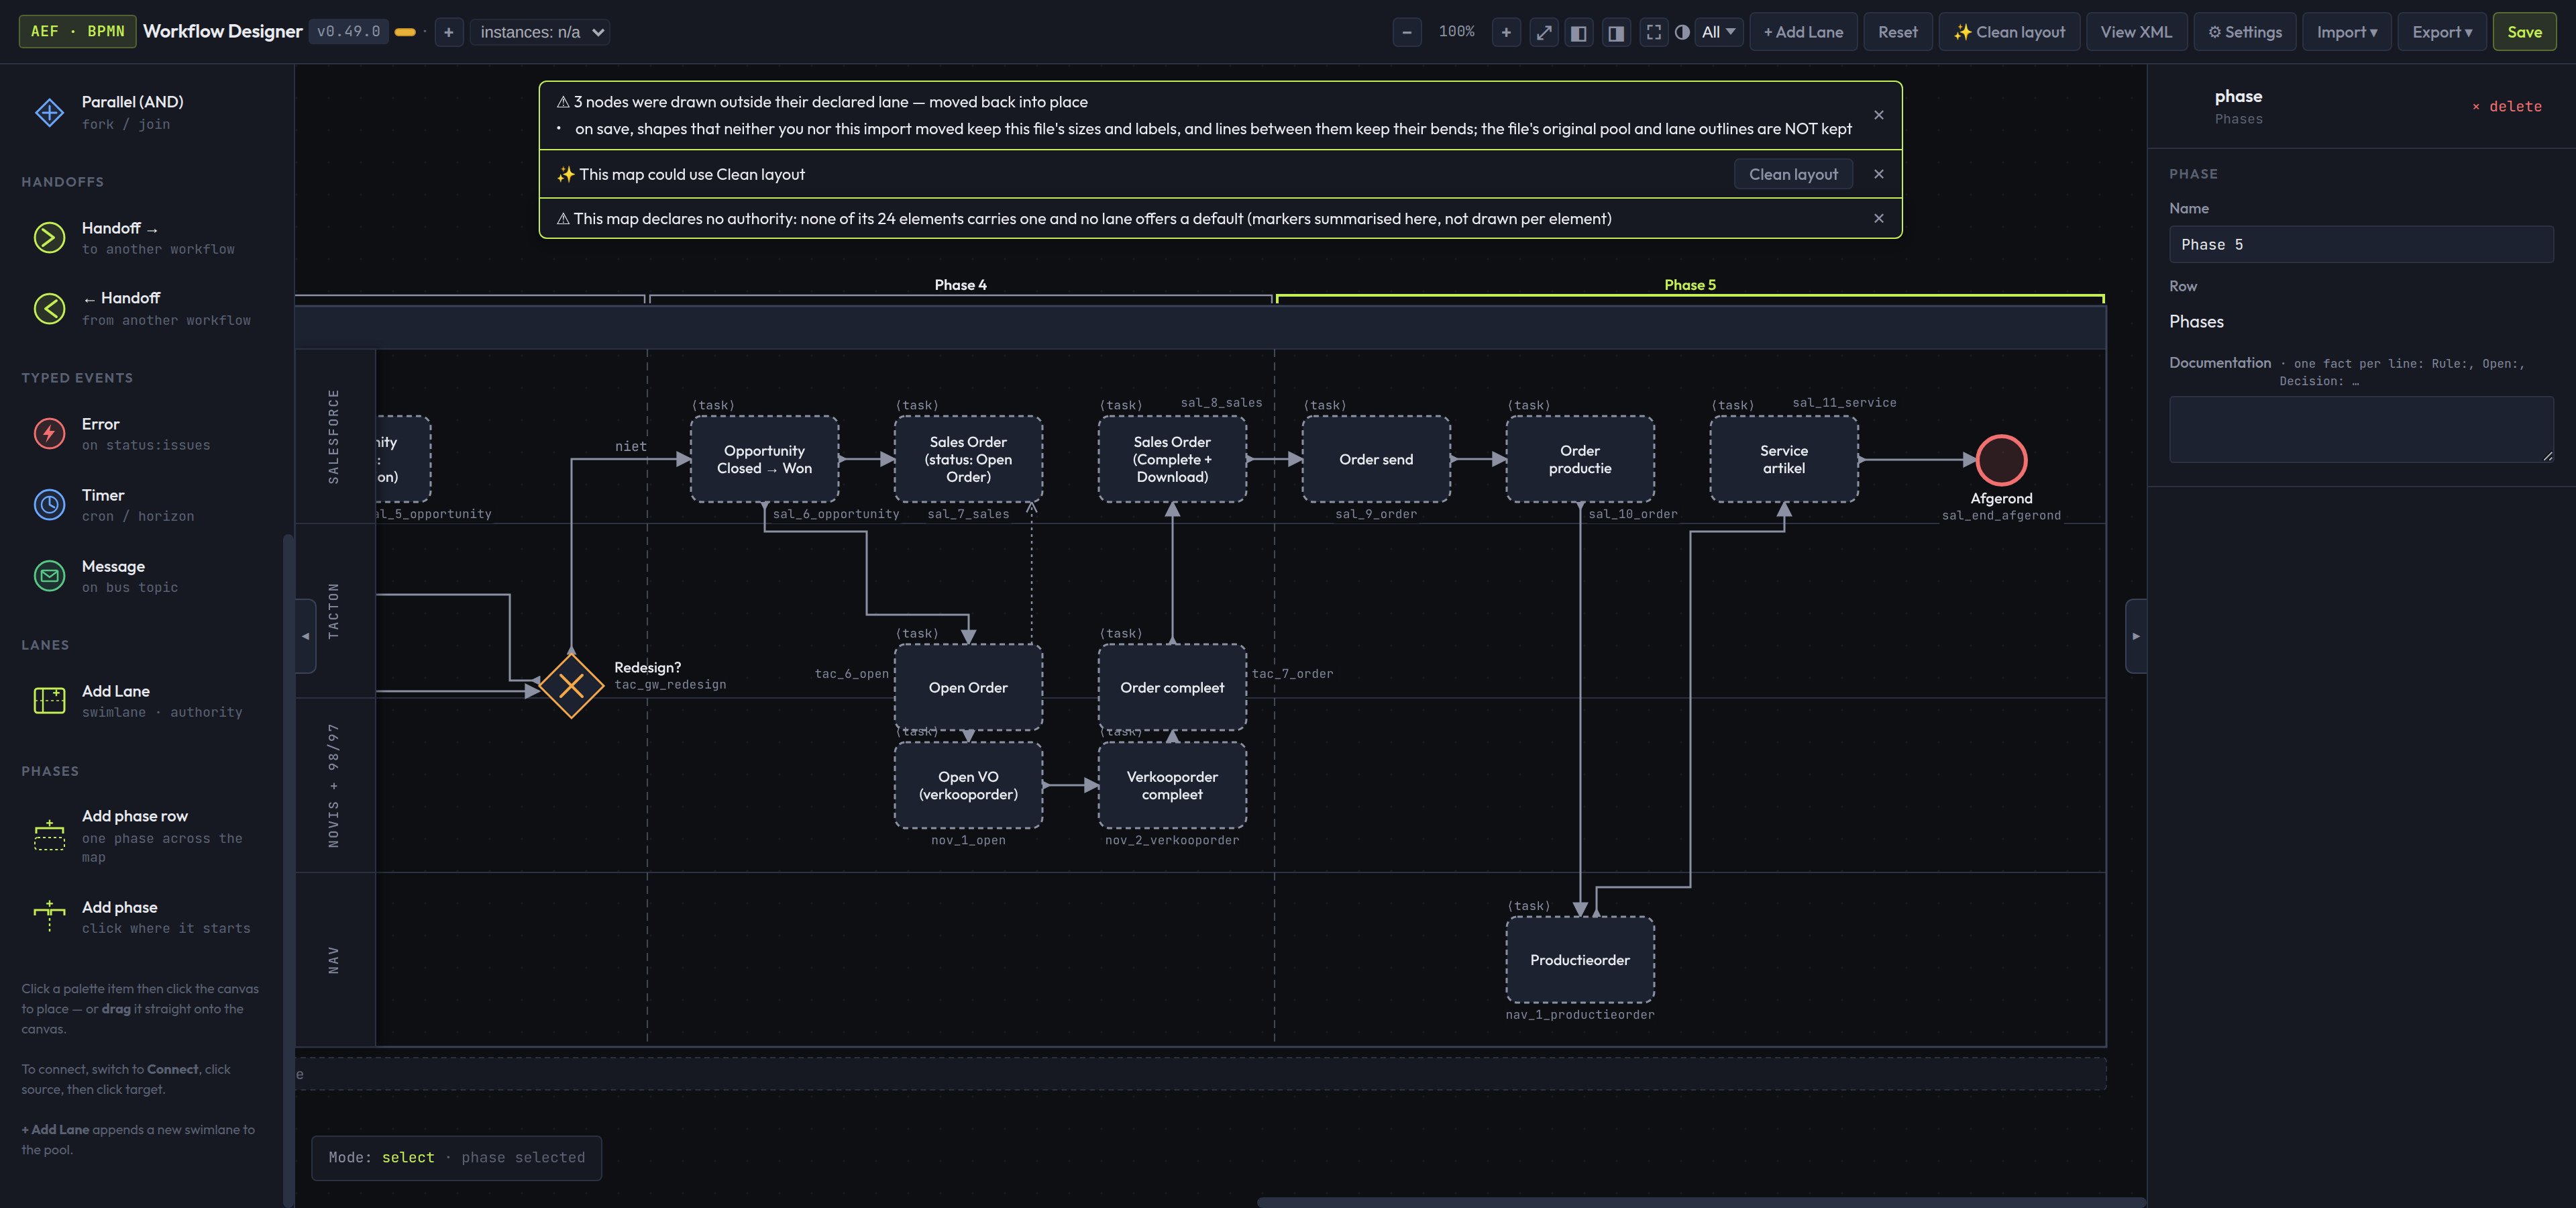 AEF · BPMN Workflow Designer v0.49.0 · + instances: n/a
− 100% + All + Add Lane Reset ✨ Clean layout View XML ⚙ Settings Import ▾ Export ▾ Save
Parallel (AND)
fork / join
HANDOFFS
Handoff →
to another workflow
← Handoff
from another workflow
TYPED EVENTS
Error
on status:issues
Timer
cron / horizon
Message
on bus topic
LANES
Add Lane
swimlane · authority
PHASES
Add phase row
one phase across the
map
Add phase
click where it starts
Click a palette item then click the canvas
to place — or drag it straight onto the
canvas.
To connect, switch to Connect, click
source, then click target.
+ Add Lane appends a new swimlane to
the pool.
⚠ 3 nodes were drawn outside their declared lane — moved back into place
• on save, shapes that neither you nor this import moved keep this file's sizes and labels, and lines between them keep their bends; the file's original pool and lane outlines are NOT kept
✨ This map could use Clean layout
Clean layout
⚠ This map declares no authority: none of its 24 elements carries one and no lane offers a default (markers summarised here, not drawn per element)
Phase 4
Phase 5
SALESFORCE
on)
al_5_opportunity
niet
(task)
Opportunity
Closed → Won
sal_6_opportunity
(task)
Sales Order
(status: Open
Order)
sal_7_sales
(task)
sal_8_sales
Sales Order
(Complete +
Download)
(task)
Order send
sal_9_order
(task)
Order
productie
sal_10_order
(task)
sal_11_service
Service
artikel
Afgerond
sal_end_afgerond
TACTON
Redesign?
tac_gw_redesign
(task)
tac_6_open
Open Order
(task)
Order compleet
tac_7_order
NOVIS + 98/97
(task)
Open VO
(verkooporder)
nov_1_open
(task)
Verkooporder
compleet
nov_2_verkooporder
NAV
(task)
Productieorder
nav_1_productieorder
e
Mode: select · phase selected
phase
Phases
× delete
PHASE
Name
Phase 5
Row
Phases
Documentation · one fact per line: Rule:, Open:,
Decision: …